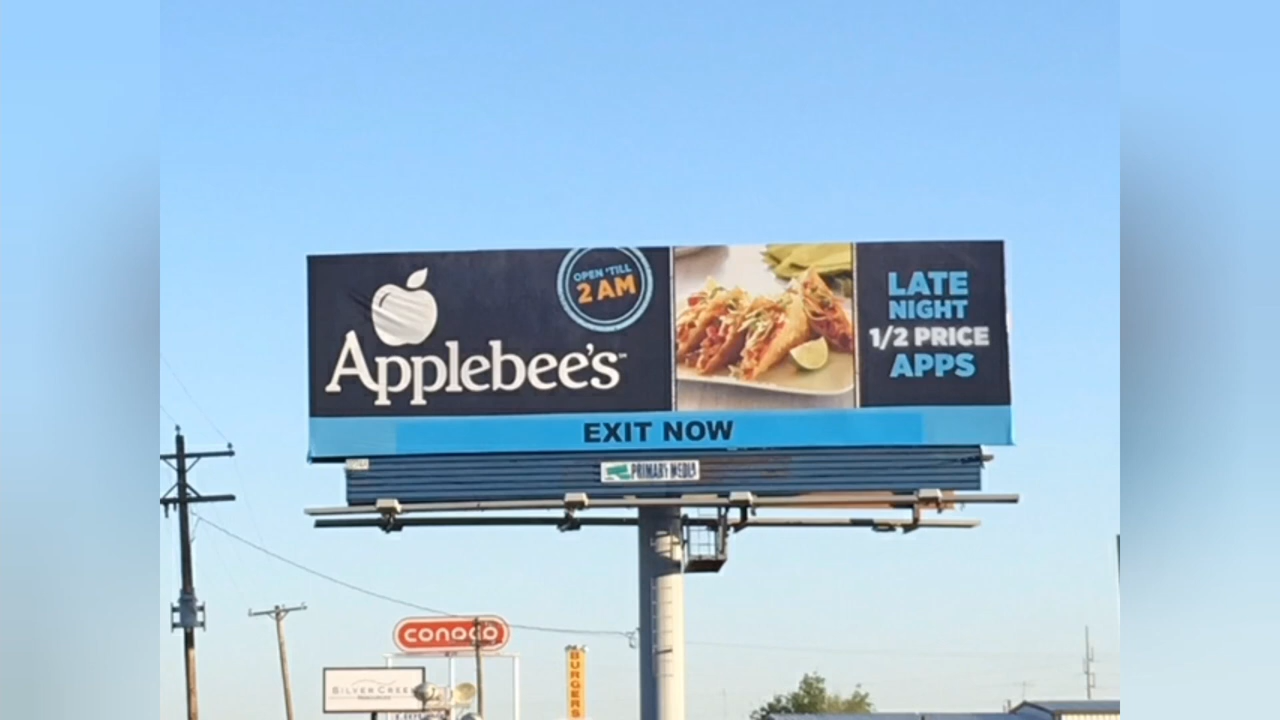 OPEN 'TILL
2 AM
Applebee's
LATE
NIGHT
1/2 PRICE
APPS
EXIT NOW
PRIMARY MEDIA
conoco
SILVER CREEK
BURGERS